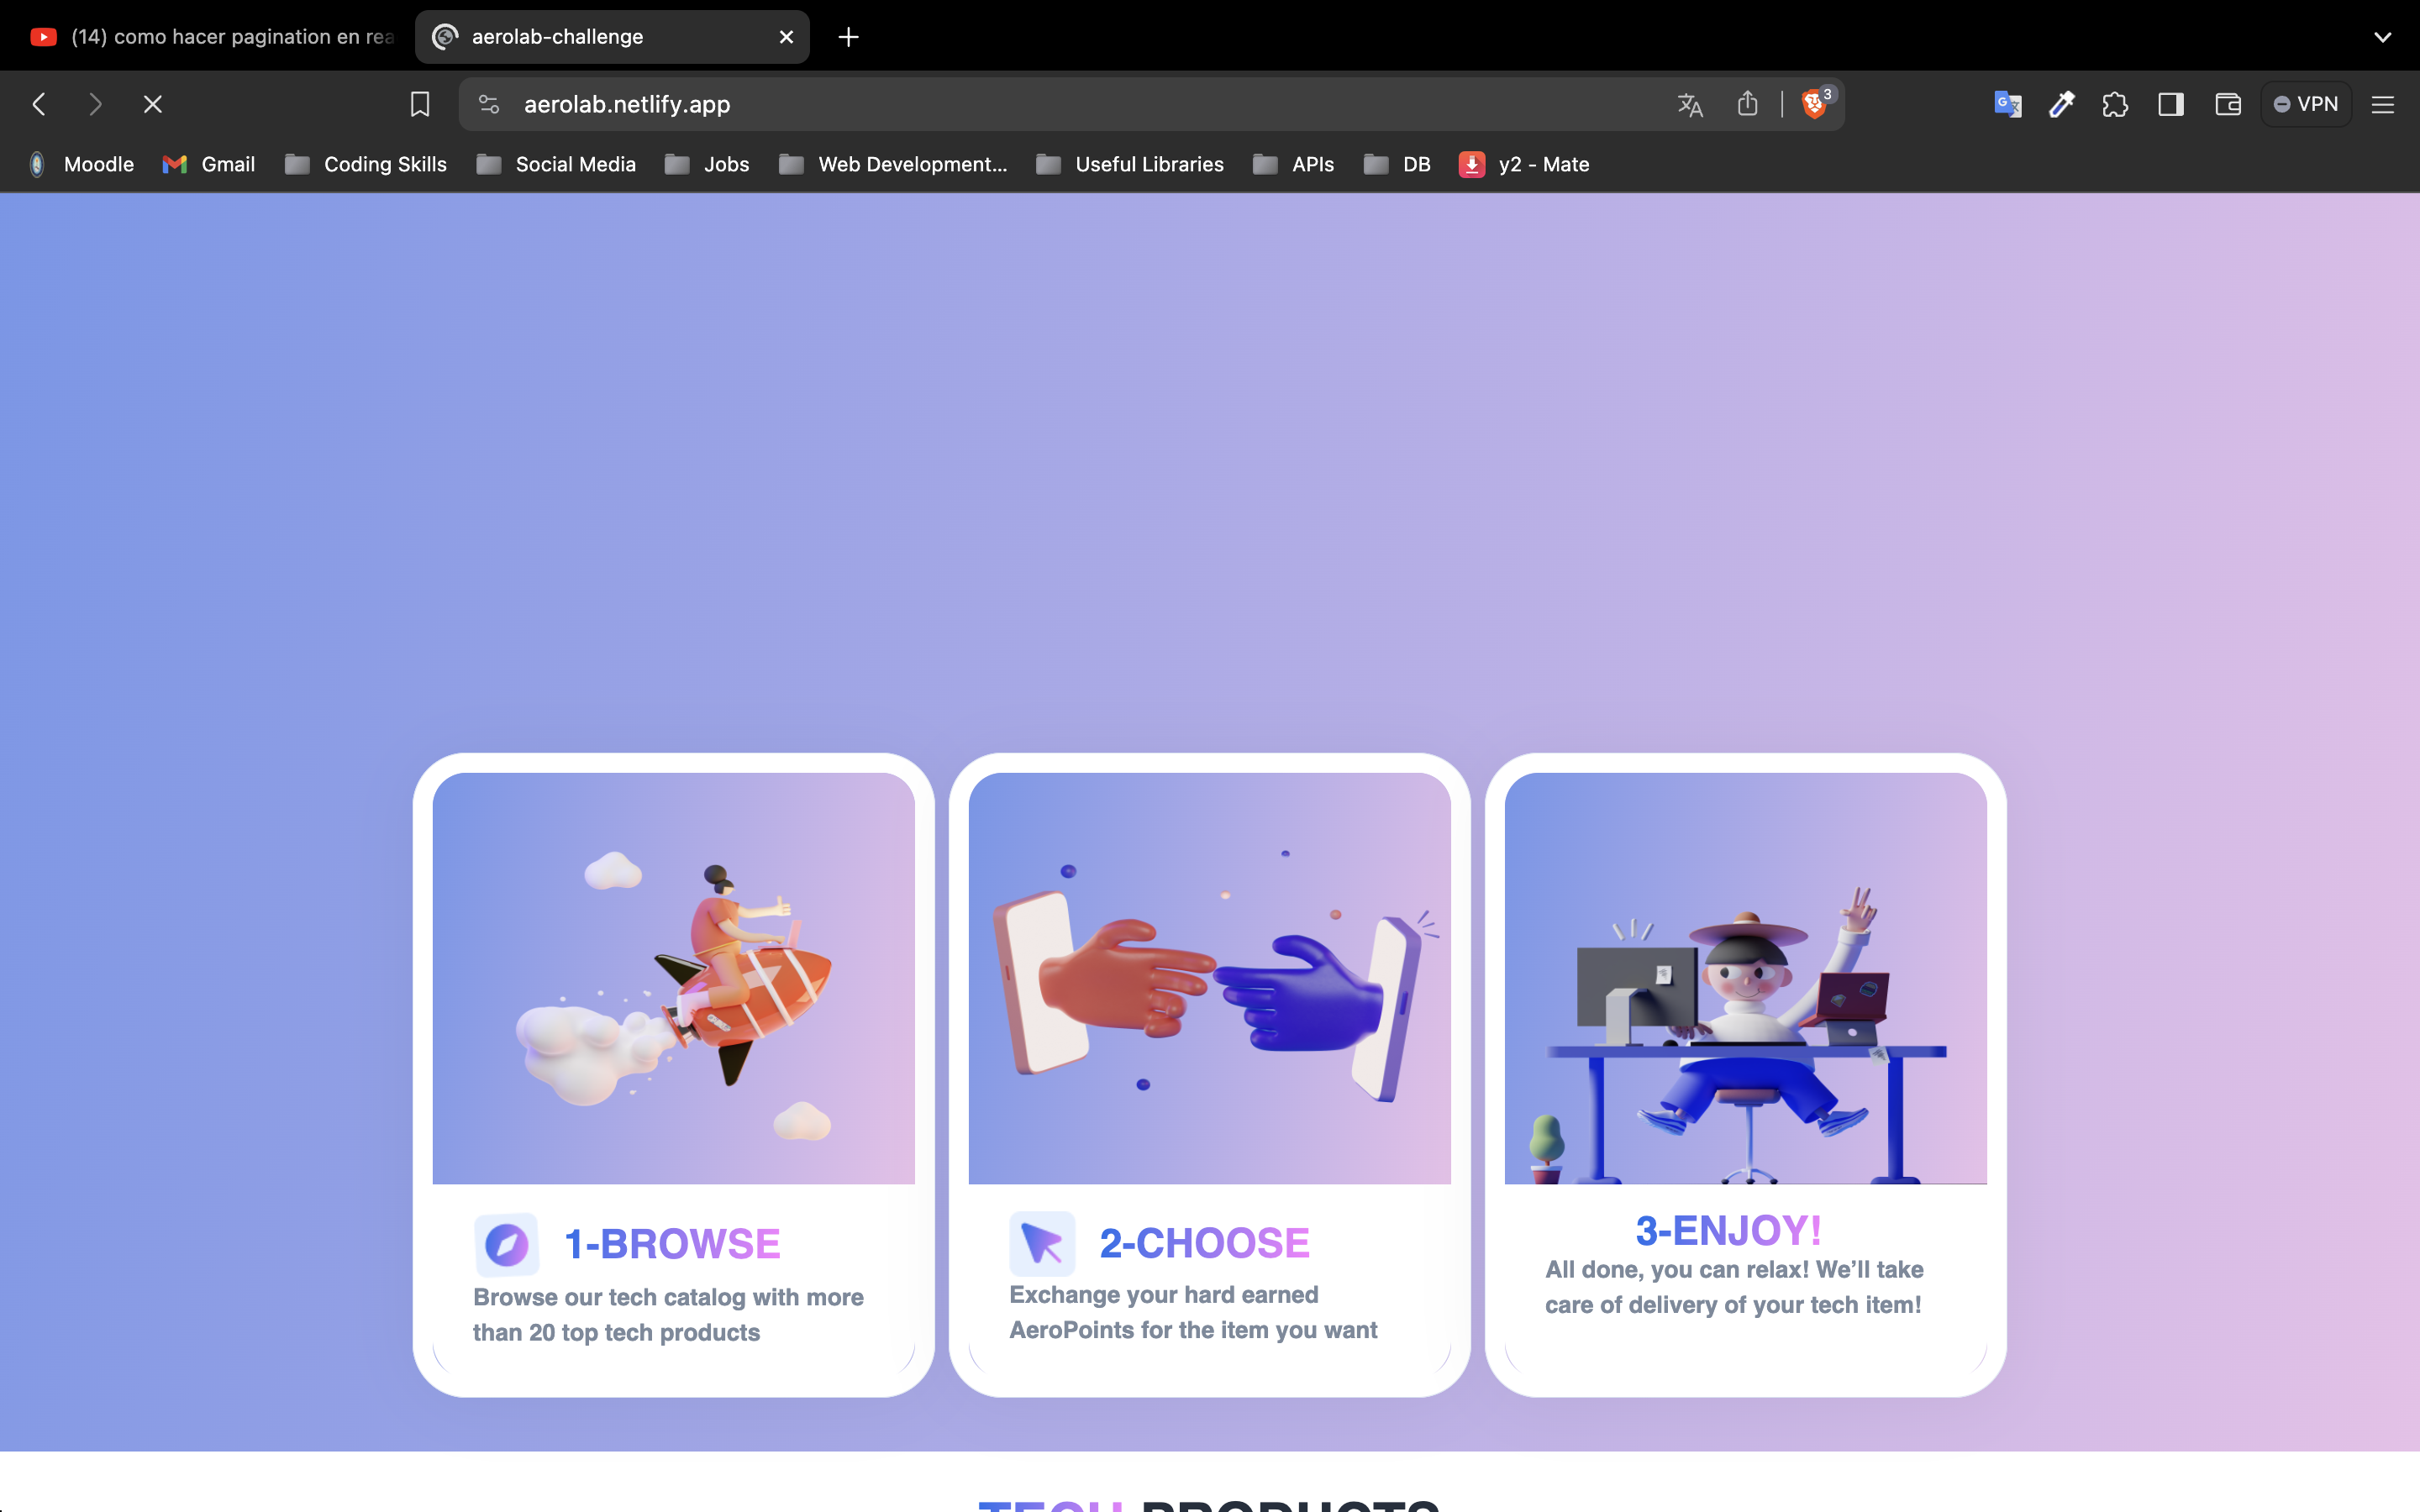 (14) como hacer pagination en rea
aerolab-challenge
aerolab.netlify.app
3
VPN
Moodle
Gmail
Coding Skills
Social Media
Jobs
Web Development...
Useful Libraries
APIs
DB
y2 - Mate
1-BROWSE
Browse our tech catalog with more
than 20 top tech products
2-CHOOSE
Exchange your hard earned
AeroPoints for the item you want
3-ENJOY!
All done, you can relax! We’ll take
care of delivery of your tech item!
TECH PRODUCTS